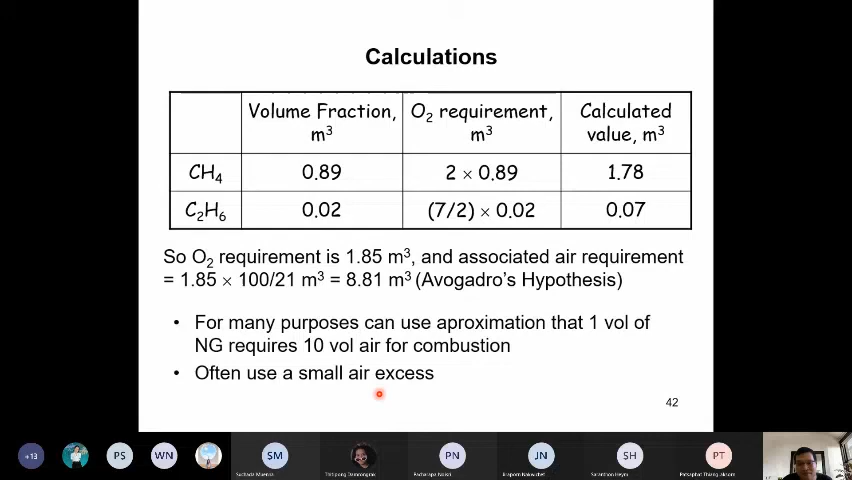 Calculations
Volume Fraction, m³
O₂ requirement, m³
Calculated value, m³
CH₄ 0.89 2 × 0.89 1.78
C₂H₆ 0.02 (7/2) × 0.02 0.07
So O₂ requirement is 1.85 m³, and associated air requirement
= 1.85 × 100/21 m³ = 8.81 m³ (Avogadro's Hypothesis)
• For many purposes can use aproximation that 1 vol of
NG requires 10 vol air for combustion
• Often use a small air excess
42
+13
PS
WN
SM
PN
JN
SH
PT